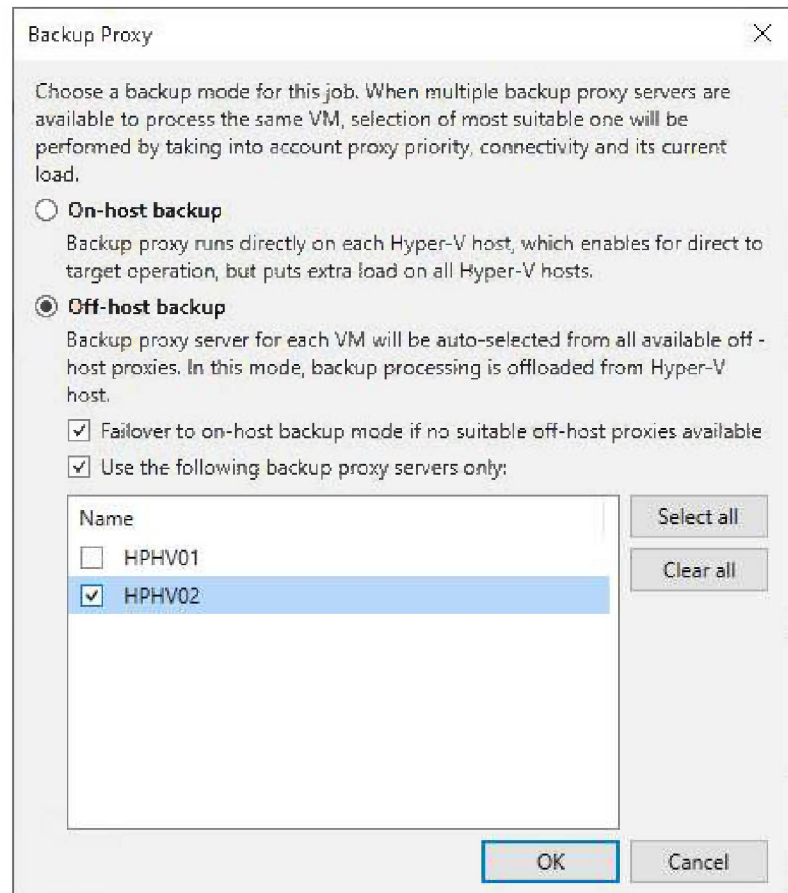 Backup Proxy
Choose a backup mode for this job. When multiple backup proxy servers are
available to process the same VM, selection of most suitable one will be
performed by taking into account proxy priority, connectivity and its current
load.
On-host backup
Backup proxy runs directly on each Hyper-V host, which enables for direct to
target operation, but puts extra load on all Hyper-V hosts.
Off-host backup
Backup proxy server for each VM will be auto-selected from all available off -
host proxies. In this mode, backup processing is offloaded from Hyper-V
host.
Failover to on-host backup mode if no suitable off-host proxies available
Use the following backup proxy servers only:
Name
Select all
HPHV01
Clear all
HPHV02
OK
Cancel